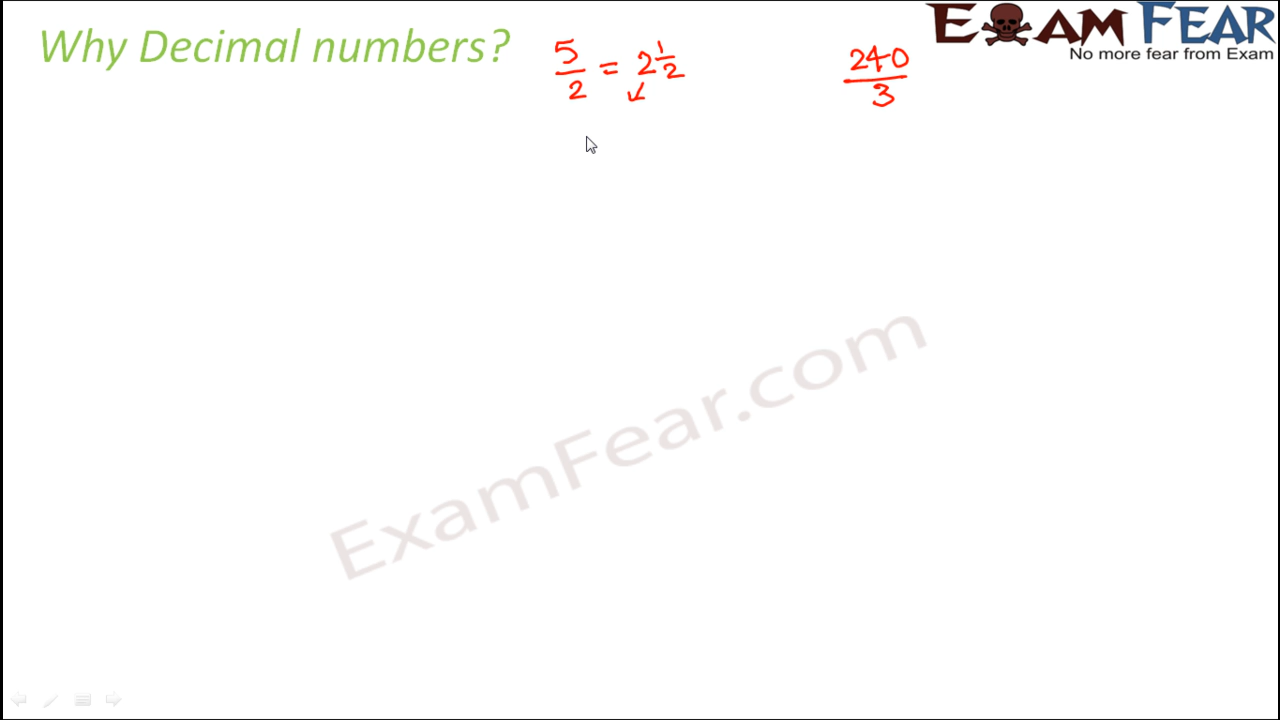 Why Decimal numbers?
5/2 = 2 1/2
240/3
EXAM FEAR
No more fear from Exam
ExamFear.com